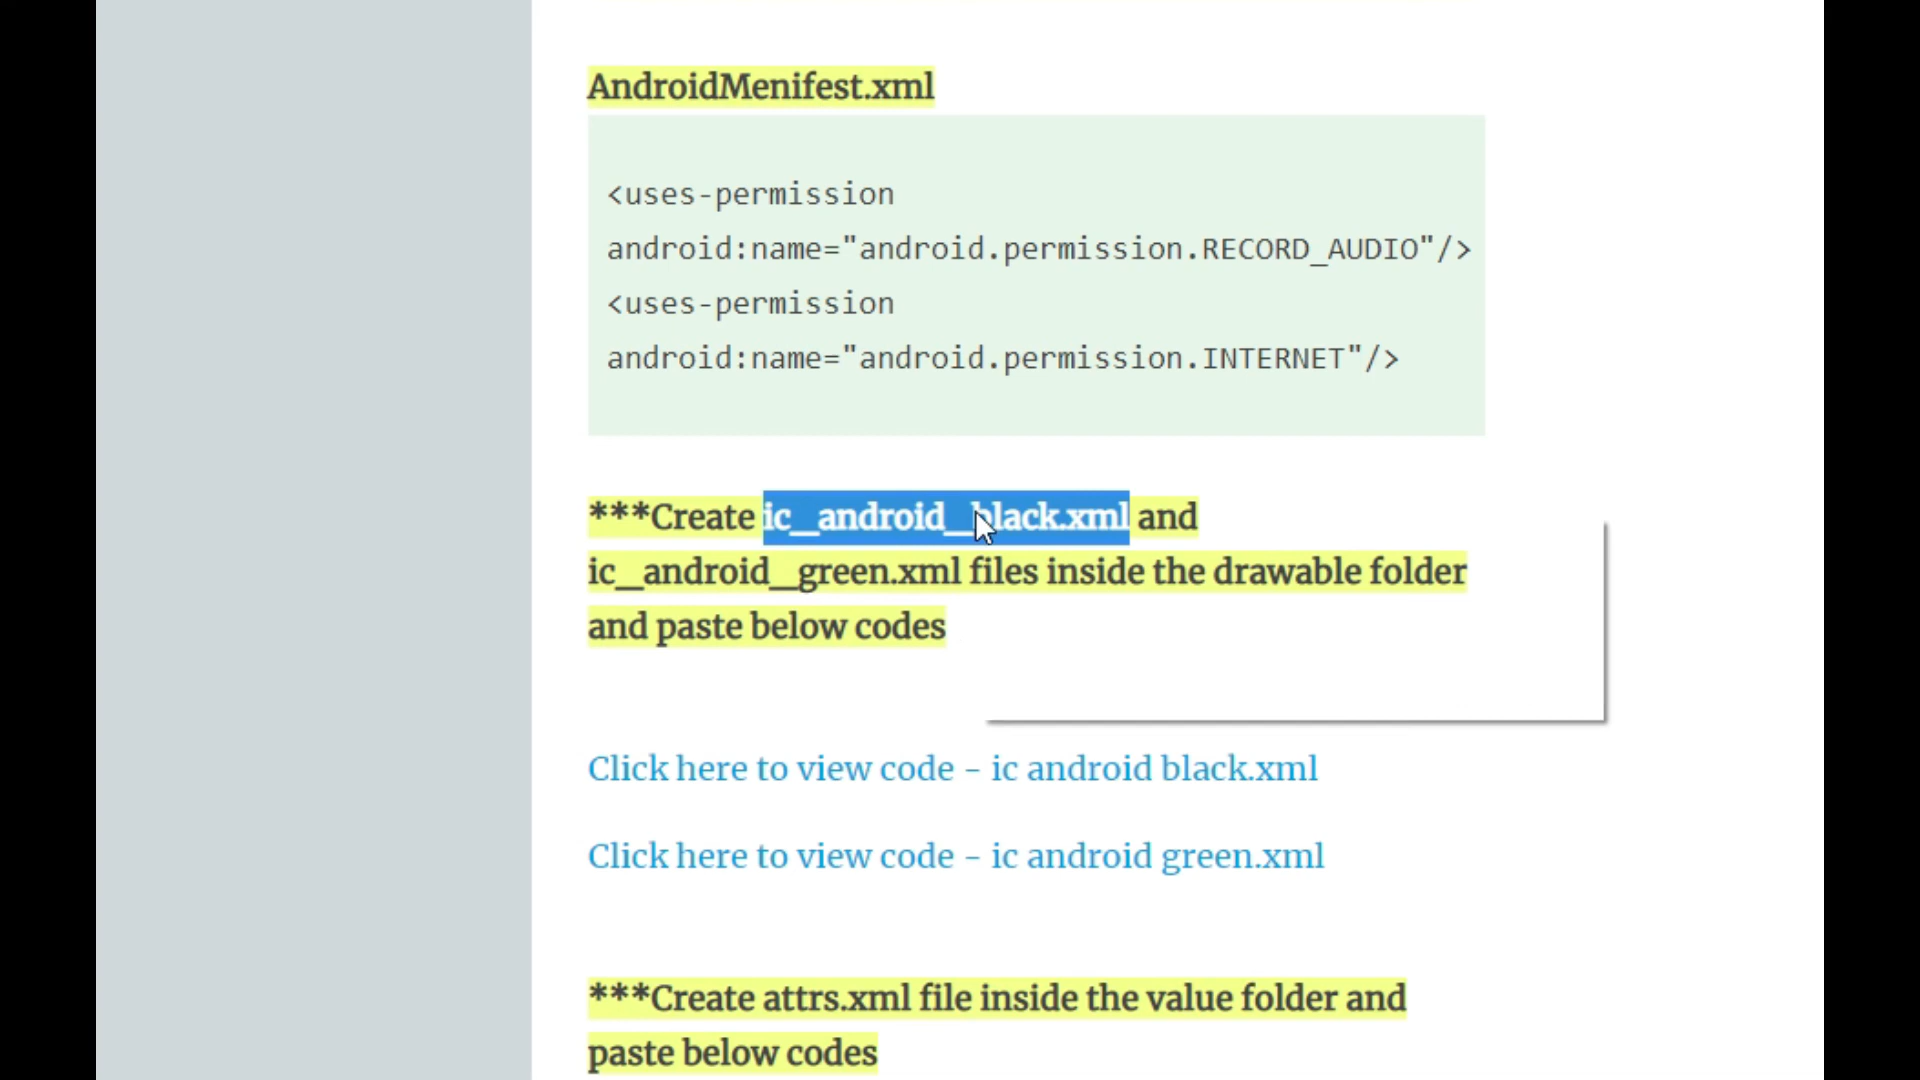 AndroidMenifest.xml
<uses-permission
android:name="android.permission.RECORD_AUDIO"/>
<uses-permission
android:name="android.permission.INTERNET"/>
***Create ic_android_black.xml and
ic_android_green.xml files inside the drawable folder
and paste below codes
Click here to view code - ic android black.xml
Click here to view code - ic android green.xml
***Create attrs.xml file inside the value folder and
paste below codes